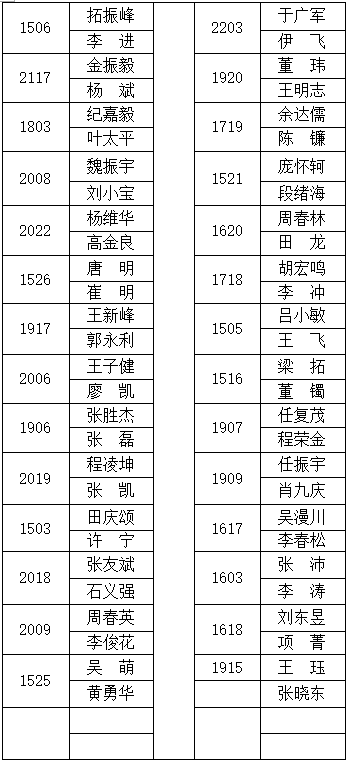 1506
拓振峰
李　进
2117
金振毅
杨　斌
1803
纪嘉毅
叶太平
2008
魏振宇
刘小宝
2022
杨维华
高金良
1526
唐　明
崔　明
1917
王新峰
郭永利
2006
王子健
廖　凯
1906
张胜杰
张　磊
2019
程凌坤
张　凯
1503
田庆颂
许　宁
2018
张友斌
石义强
2009
周春英
李俊花
1525
吴　萌
黄勇华
2203
于广军
伊　飞
1920
董　玮
王明志
1719
余达儒
陈　镰
1521
庞怀轲
段绪海
1620
周春林
田　龙
1718
胡宏鸣
李　冲
1505
吕小敏
王　飞
1516
梁　拓
董　镯
1907
任复茂
程荣金
1909
任振宇
肖九庆
1617
吴漫川
李春松
1603
张　沛
李　涛
1618
刘东昱
项　菁
1915
王　珏
张晓东